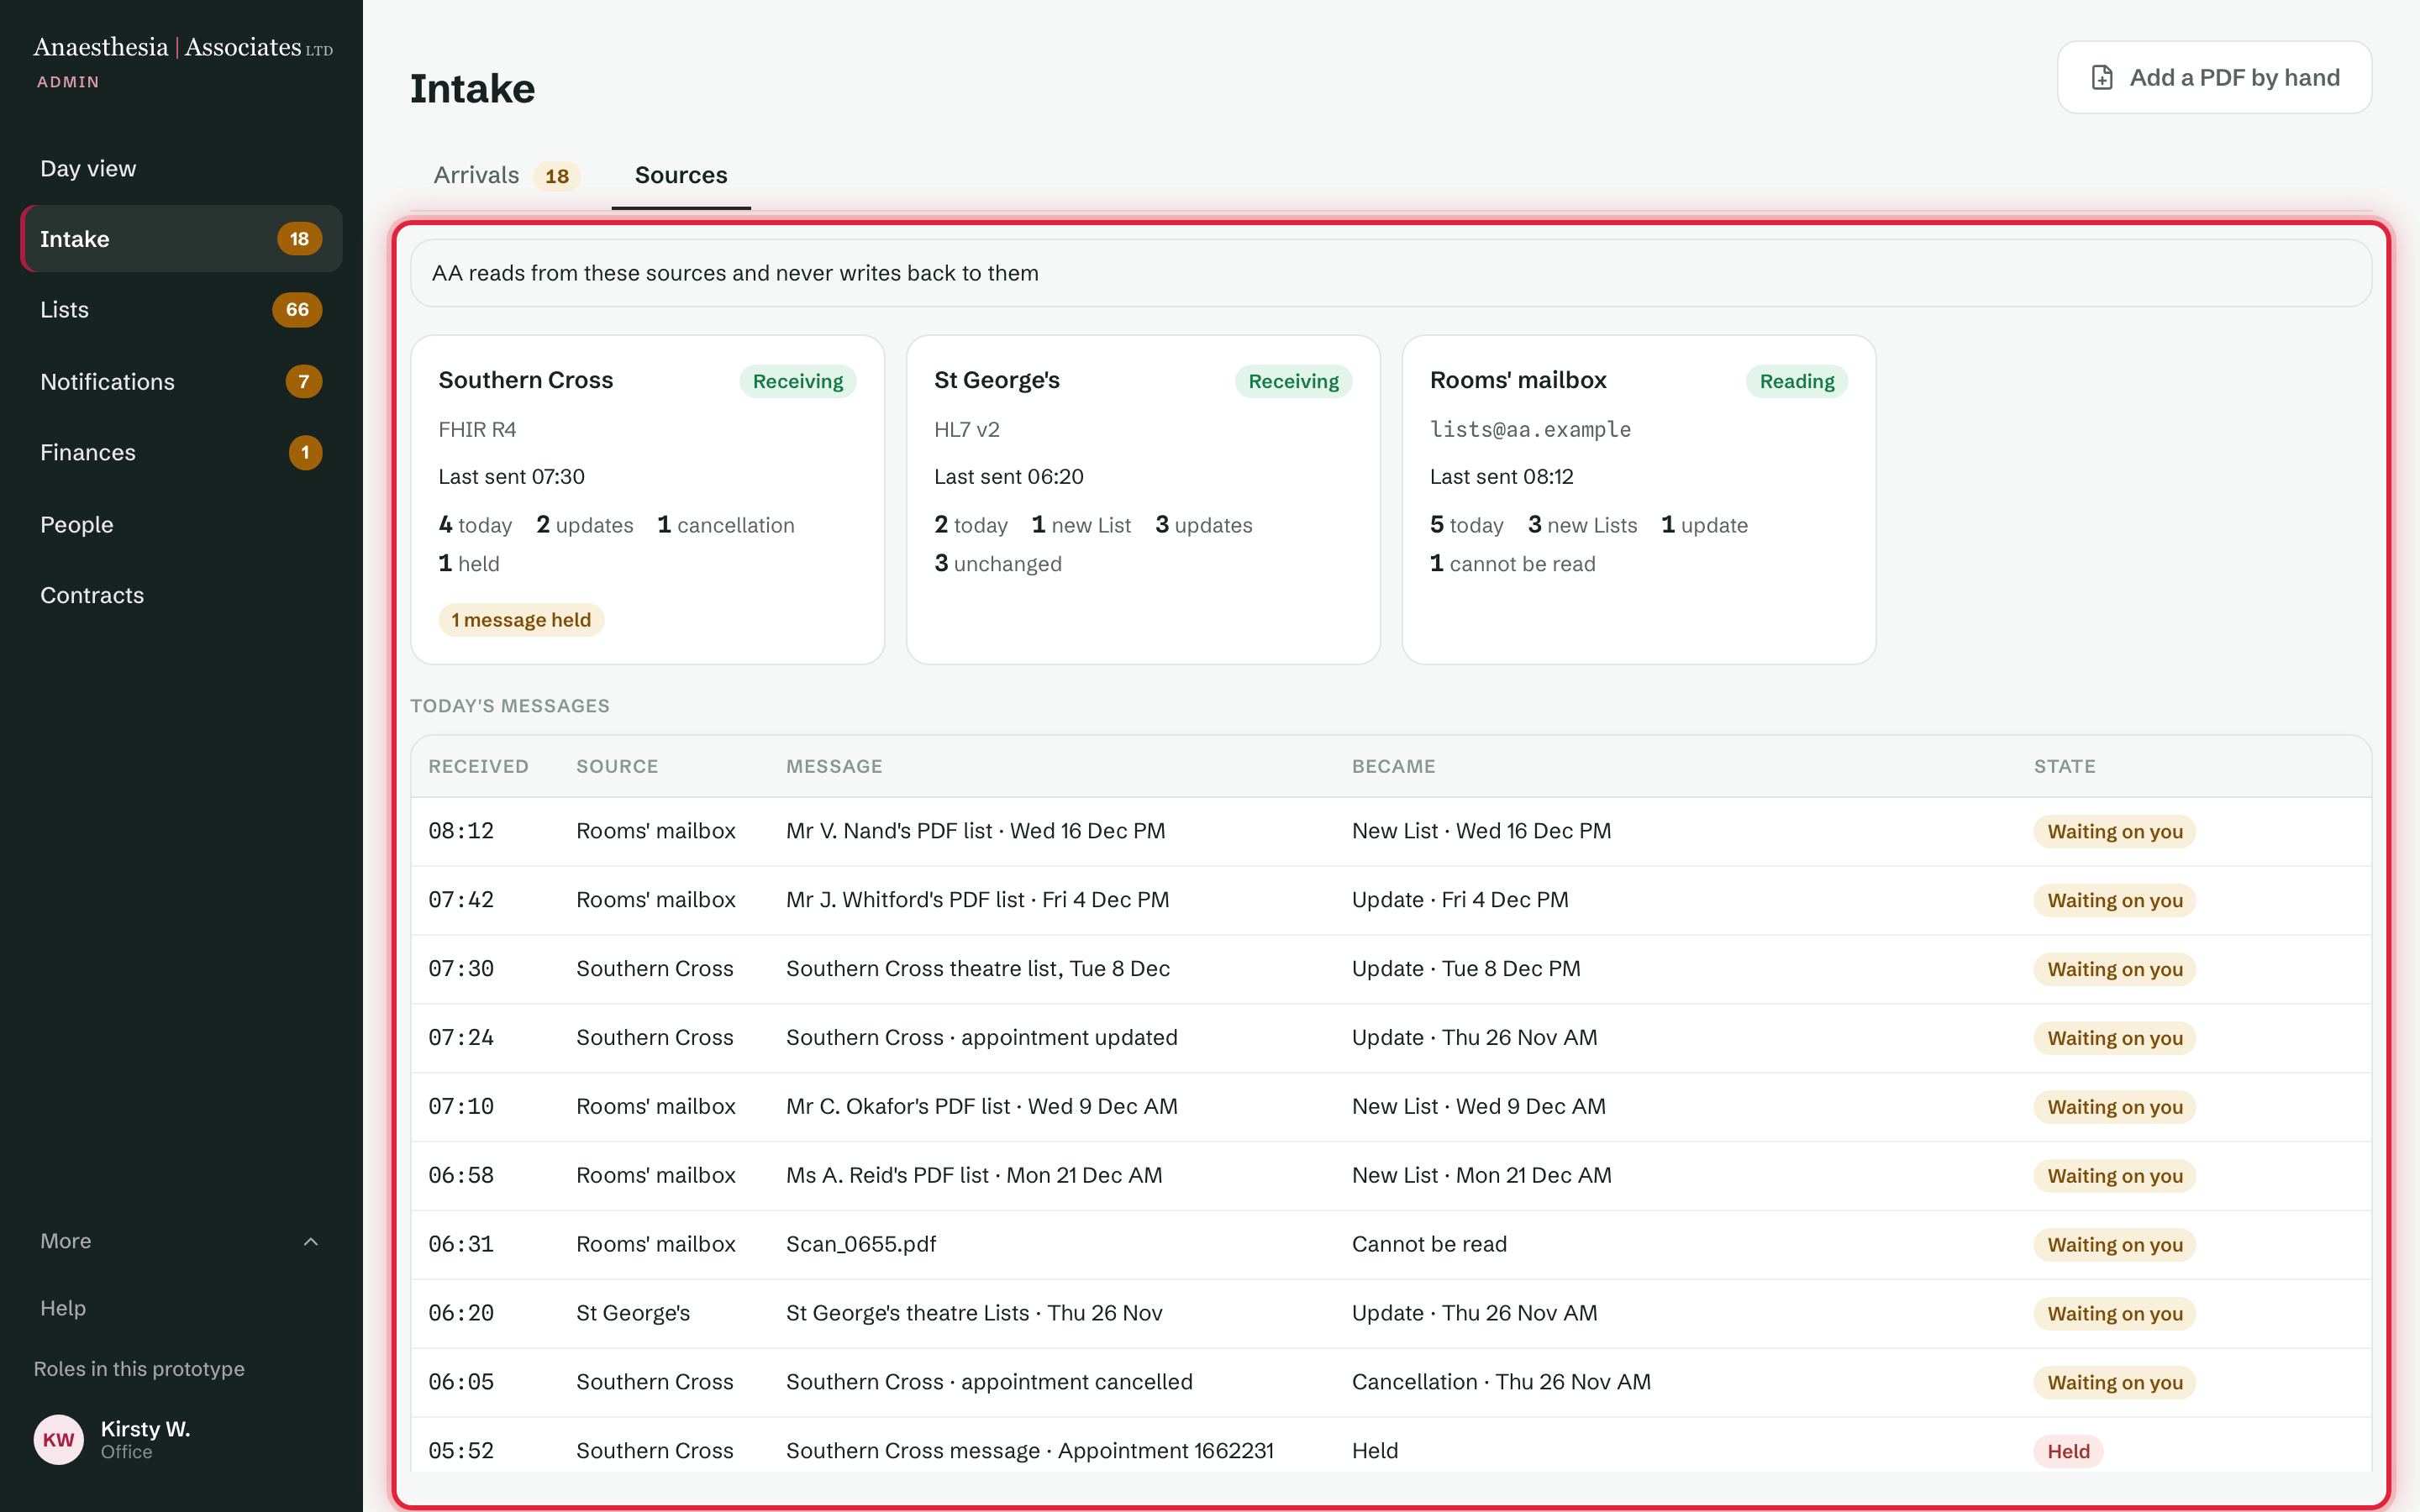 Anaesthesia | Associates LTD
ADMIN
Day view
Intake 18
Lists 66
Notifications 7
Finances 1
People
Contracts
More
Help
Roles in this prototype
KW
Kirsty W.
Office
Intake
Add a PDF by hand
Arrivals 18
Sources
AA reads from these sources and never writes back to them
Southern Cross Receiving
FHIR R4
Last sent 07:30
4 today 2 updates 1 cancellation
1 held
1 message held
St George's Receiving
HL7 v2
Last sent 06:20
2 today 1 new List 3 updates
3 unchanged
Rooms' mailbox Reading
lists@aa.example
Last sent 08:12
5 today 3 new Lists 1 update
1 cannot be read
TODAY'S MESSAGES
RECEIVED SOURCE MESSAGE BECAME STATE
08:12 Rooms' mailbox Mr V. Nand's PDF list · Wed 16 Dec PM New List · Wed 16 Dec PM Waiting on you
07:42 Rooms' mailbox Mr J. Whitford's PDF list · Fri 4 Dec PM Update · Fri 4 Dec PM Waiting on you
07:30 Southern Cross Southern Cross theatre list, Tue 8 Dec Update · Tue 8 Dec PM Waiting on you
07:24 Southern Cross Southern Cross · appointment updated Update · Thu 26 Nov AM Waiting on you
07:10 Rooms' mailbox Mr C. Okafor's PDF list · Wed 9 Dec AM New List · Wed 9 Dec AM Waiting on you
06:58 Rooms' mailbox Ms A. Reid's PDF list · Mon 21 Dec AM New List · Mon 21 Dec AM Waiting on you
06:31 Rooms' mailbox Scan_0655.pdf Cannot be read Waiting on you
06:20 St George's St George's theatre Lists · Thu 26 Nov Update · Thu 26 Nov AM Waiting on you
06:05 Southern Cross Southern Cross · appointment cancelled Cancellation · Thu 26 Nov AM Waiting on you
05:52 Southern Cross Southern Cross message · Appointment 1662231 Held Held